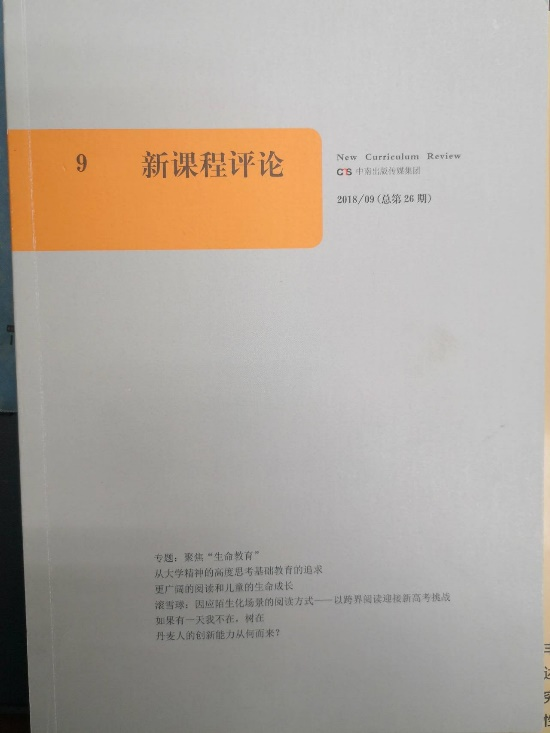 9
新课程评论
New Curriculum Review
CTS 中南出版传媒集团
2018/09(总第26期)
专题：聚焦“生命教育”
从大学精神的高度思考基础教育的追求
更广阔的阅读和儿童的生命成长
滚雪球：因应陌生化场景的阅读方式——以跨界阅读迎接新高考挑战
如果有一天我不在，树在
丹麦人的创新能力从何而来？